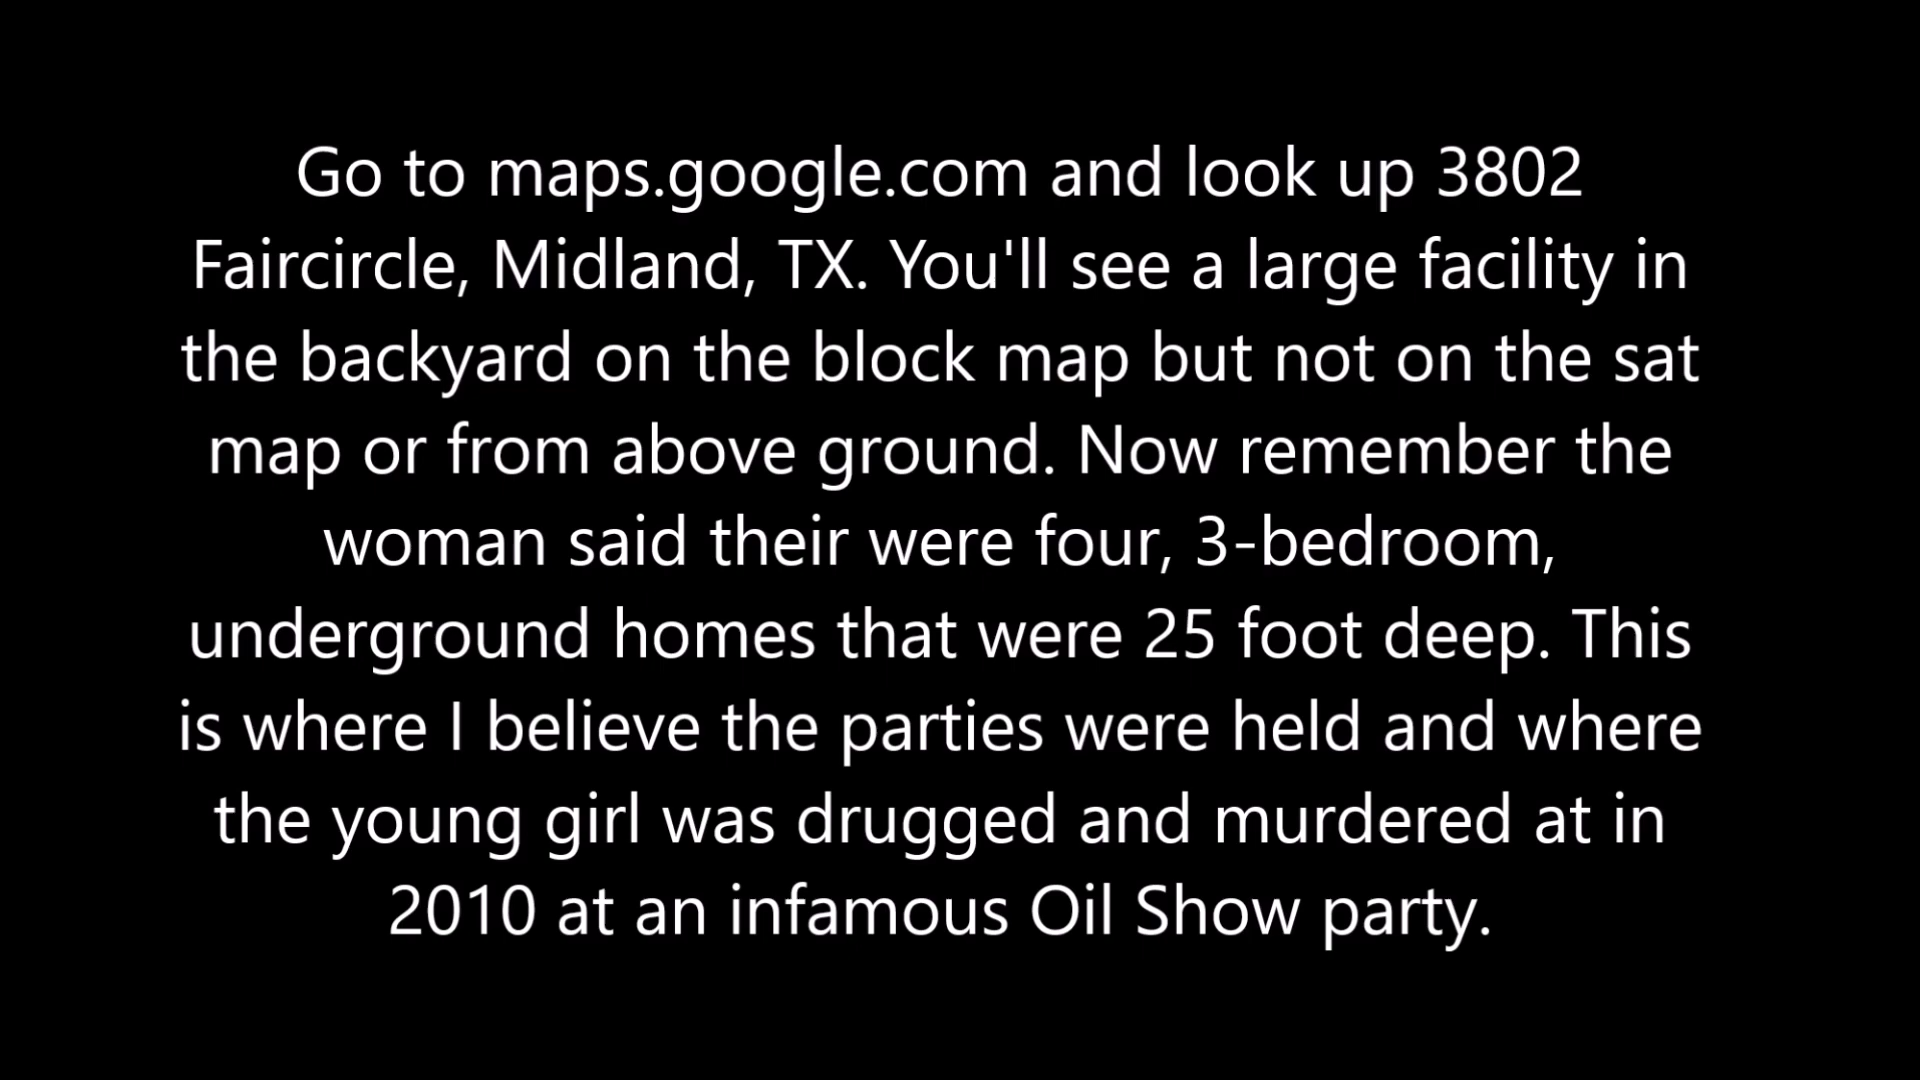 Go to maps.google.com and look up 3802
Faircircle, Midland, TX. You'll see a large facility in
the backyard on the block map but not on the sat
map or from above ground. Now remember the
woman said their were four, 3-bedroom,
underground homes that were 25 foot deep. This
is where I believe the parties were held and where
the young girl was drugged and murdered at in
2010 at an infamous Oil Show party.